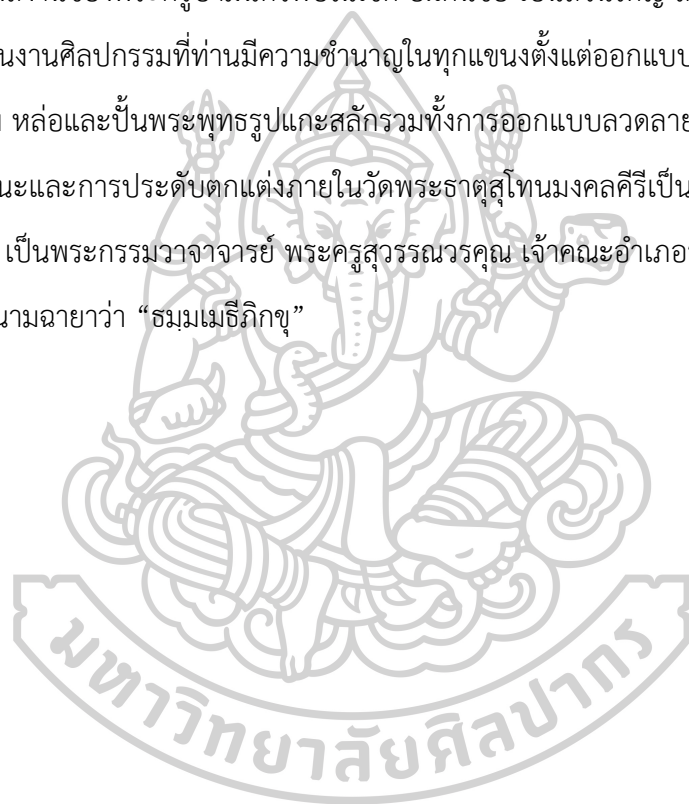 นงานศิลปกรรมที่ท่านมีความชำนาญในทุกแขนงตั้งแต่ออกแบบ
หล่อและปั้นพระพุทธรูปแกะสลักรวมทั้งการออกแบบลวดลาย
นะและการประดับตกแต่งภายในวัดพระธาตุสุโทนมงคลคีรีเป็น
เป็นพระกรรมวาจาจารย์ พระครูสุวรรณวรคุณ เจ้าคณะอำเภอ
นามฉายาว่า “ธมฺมเมธีภิกขุ”
มหาวิทยาลัยศิลปากร